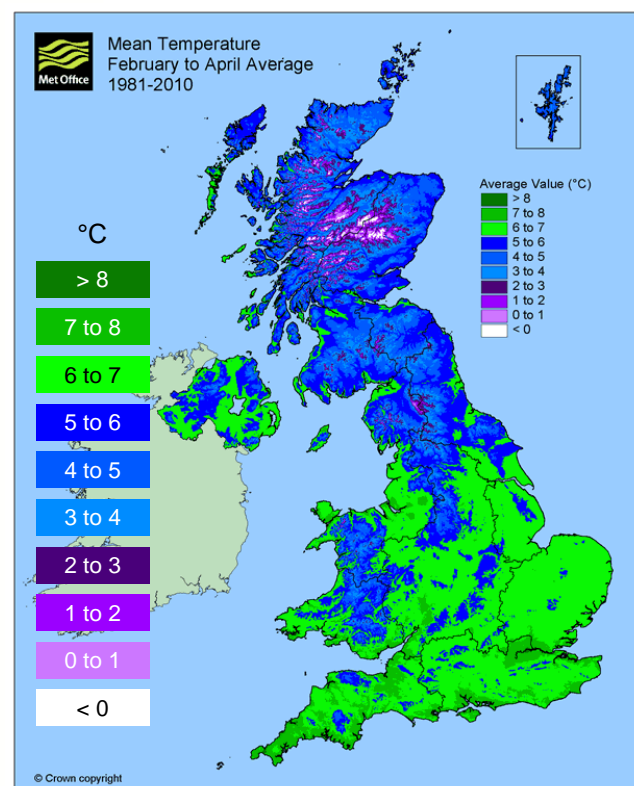 Met Office
Mean Temperature
February to April Average
1981-2010
Average Value (°C)
> 8
7 to 8
6 to 7
5 to 6
4 to 5
3 to 4
2 to 3
1 to 2
0 to 1
< 0
°C
> 8
7 to 8
6 to 7
5 to 6
4 to 5
3 to 4
2 to 3
1 to 2
0 to 1
< 0
© Crown copyright